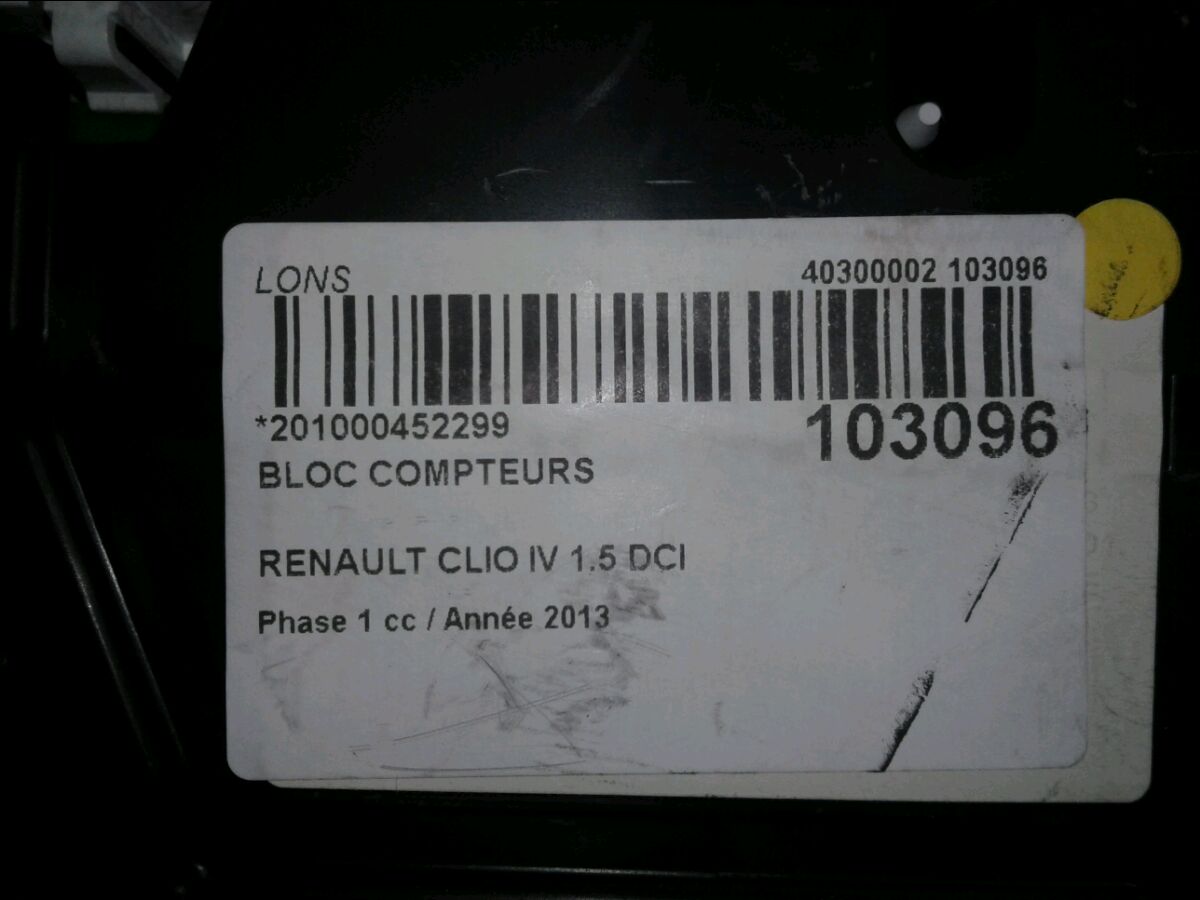 LONS 40300002 103096
*201000452299 103096
BLOC COMPTEURS
RENAULT CLIO IV 1.5 DCI
Phase 1 cc / Année 2013